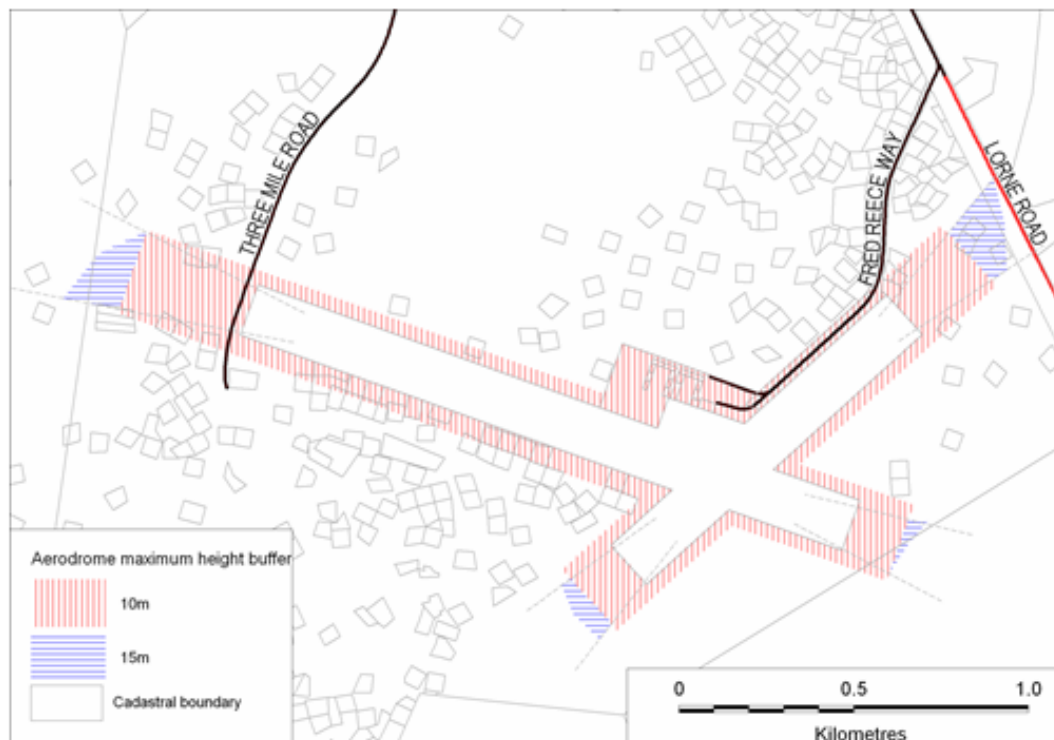 THREE MILE ROAD
FRED REECE WAY
LORNE ROAD
Aerodrome maximum height buffer
10m
15m
Cadastral boundary
0 0.5 1.0
Kilometres